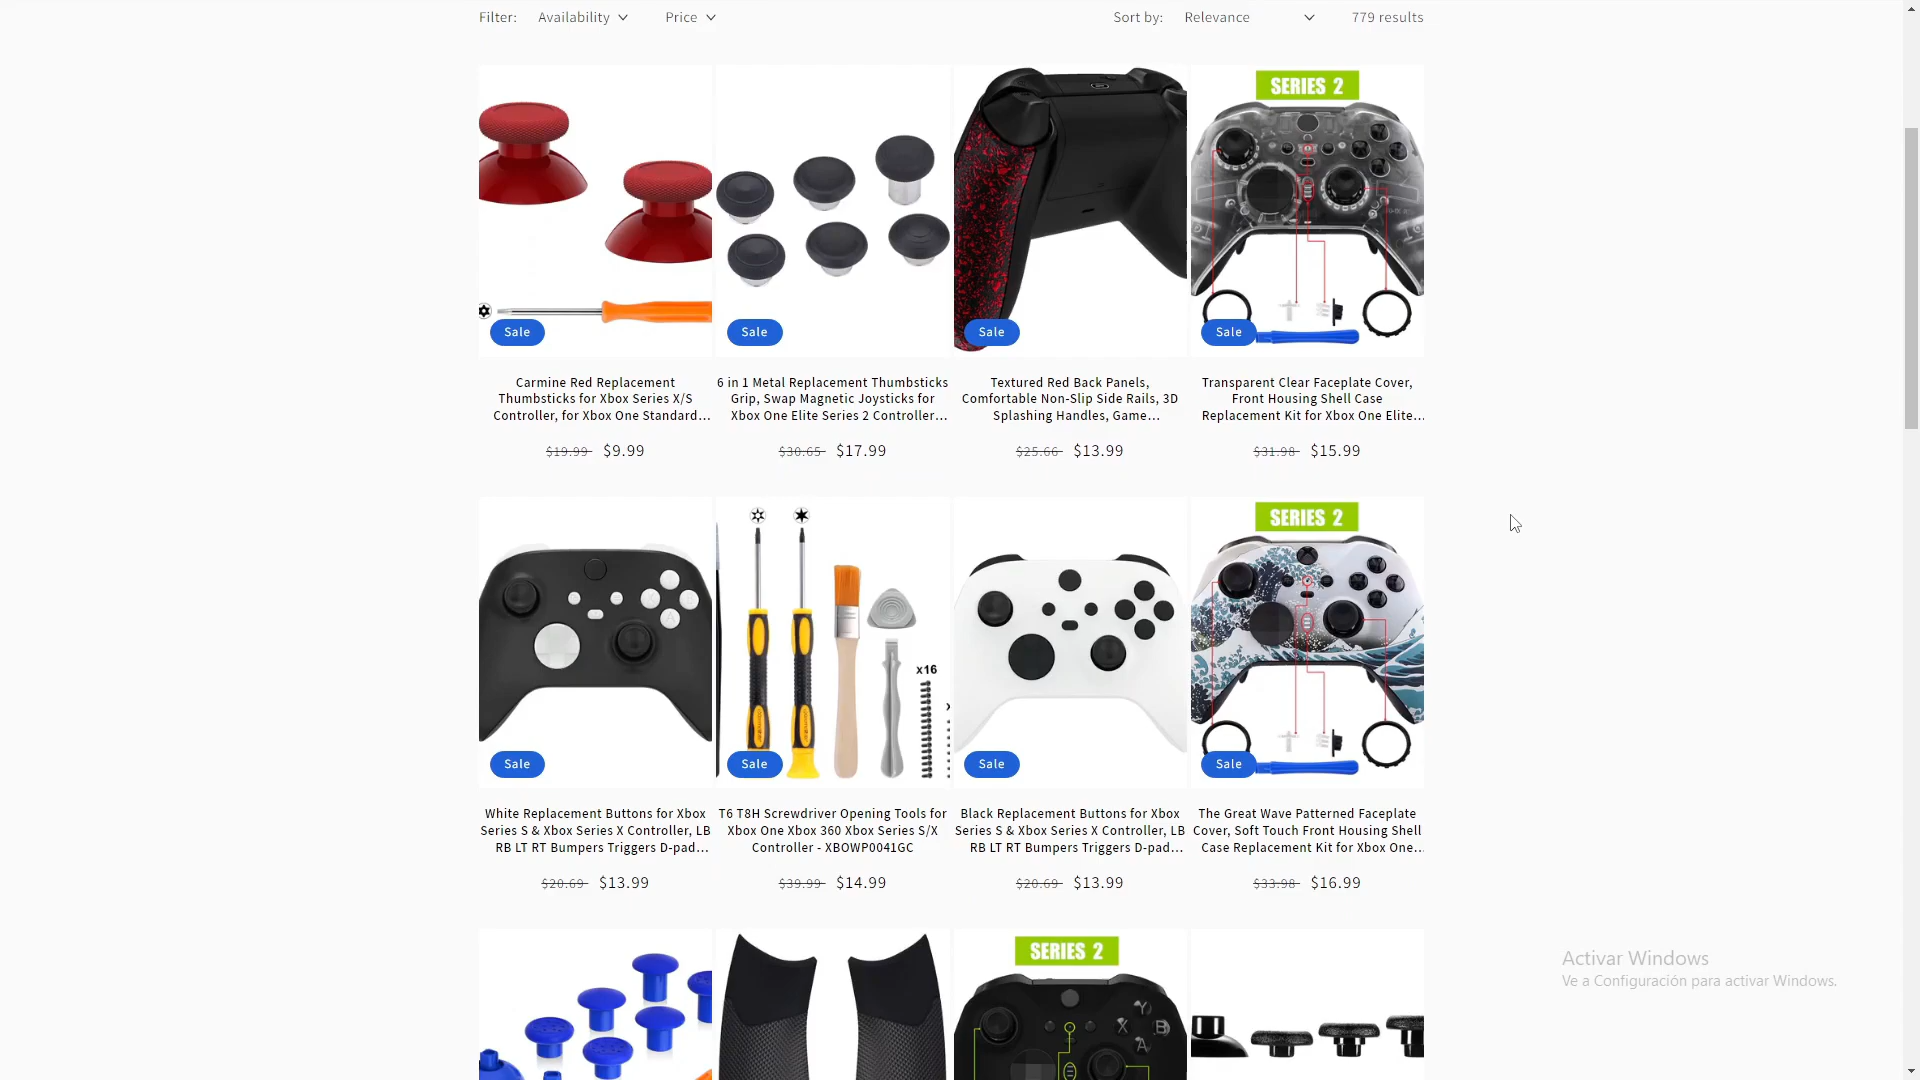 Filter:
Availability
Price
Sort by:
Relevance
779 results
SERIES 2
Sale
Sale
Sale
Sale
Carmine Red Replacement
Thumbsticks for Xbox Series X/S
Controller, for Xbox One Standard...
$19.99 $9.99
6 in 1 Metal Replacement Thumbsticks
Grip, Swap Magnetic Joysticks for
Xbox One Elite Series 2 Controller...
$30.65 $17.99
Textured Red Back Panels,
Comfortable Non-Slip Side Rails, 3D
Splashing Handles, Game...
$25.66 $13.99
Transparent Clear Faceplate Cover,
Front Housing Shell Case
Replacement Kit for Xbox One Elite...
$31.98 $15.99
SERIES 2
x16
Sale
Sale
Sale
Sale
White Replacement Buttons for Xbox
Series S & Xbox Series X Controller, LB
RB LT RT Bumpers Triggers D-pad...
$20.69 $13.99
T6 T8H Screwdriver Opening Tools for
Xbox One Xbox 360 Xbox Series S/X
Controller - XBOWP0041GC
$39.99 $14.99
Black Replacement Buttons for Xbox
Series S & Xbox Series X Controller, LB
RB LT RT Bumpers Triggers D-pad...
$20.69 $13.99
The Great Wave Patterned Faceplate
Cover, Soft Touch Front Housing Shell
Case Replacement Kit for Xbox One...
$33.98 $16.99
SERIES 2
Y
X B
A
Activar Windows
Ve a Configuración para activar Windows.